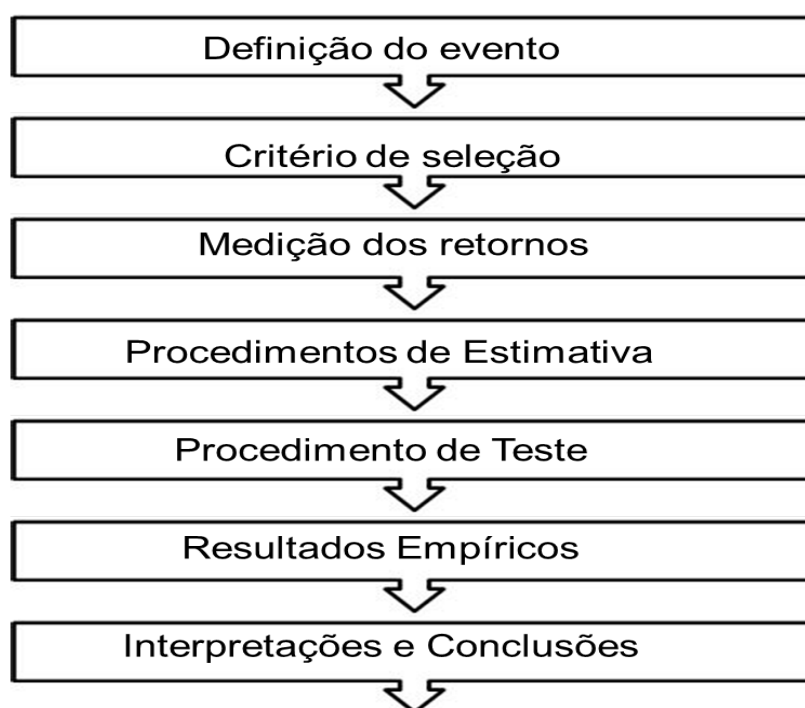 Definição do evento
Critério de seleção
Medição dos retornos
Procedimentos de Estimativa
Procedimento de Teste
Resultados Empíricos
Interpretações e Conclusões